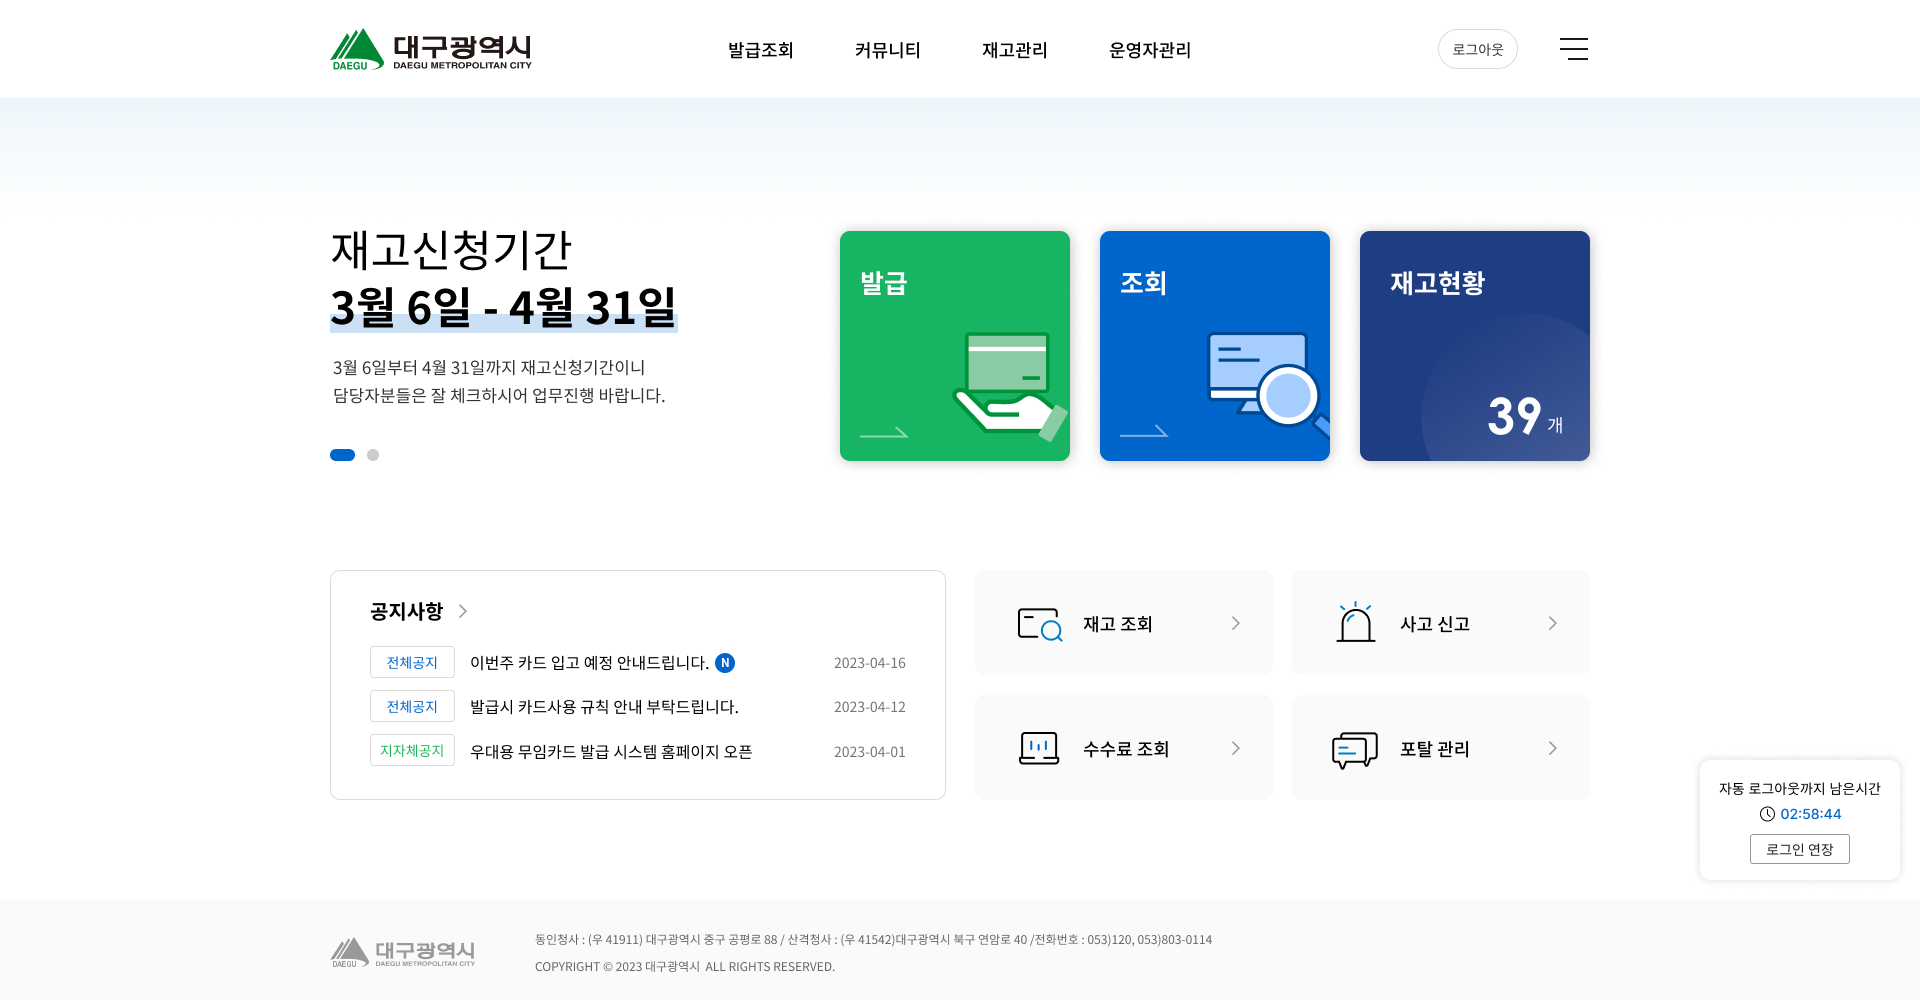 DAEGU
대구광역시
DAEGU METROPOLITAN CITY
발급조회 커뮤니티 재고관리 운영자관리
로그아웃
재고신청기간
3월 6일 - 4월 31일
3월 6일부터 4월 31일까지 재고신청기간이니
담당자분들은 잘 체크하시어 업무진행 바랍니다.
발급
조회
재고현황
39 개
공지사항
전체공지 이번주 카드 입고 예정 안내드립니다. N 2023-04-16
전체공지 발급시 카드사용 규칙 안내 부탁드립니다. 2023-04-12
지자체공지 우대용 무임카드 발급 시스템 홈페이지 오픈 2023-04-01
재고 조회
사고 신고
수수료 조회
포탈 관리
자동 로그아웃까지 남은시간
02:58:44
로그인 연장
DAEGU
대구광역시
DAEGU METROPOLITAN CITY
동인청사 : (우 41911) 대구광역시 중구 공평로 88 / 산격청사 : (우 41542)대구광역시 북구 연암로 40 /전화번호 : 053)120, 053)803-0114
COPYRIGHT © 2023 대구광역시 ALL RIGHTS RESERVED.